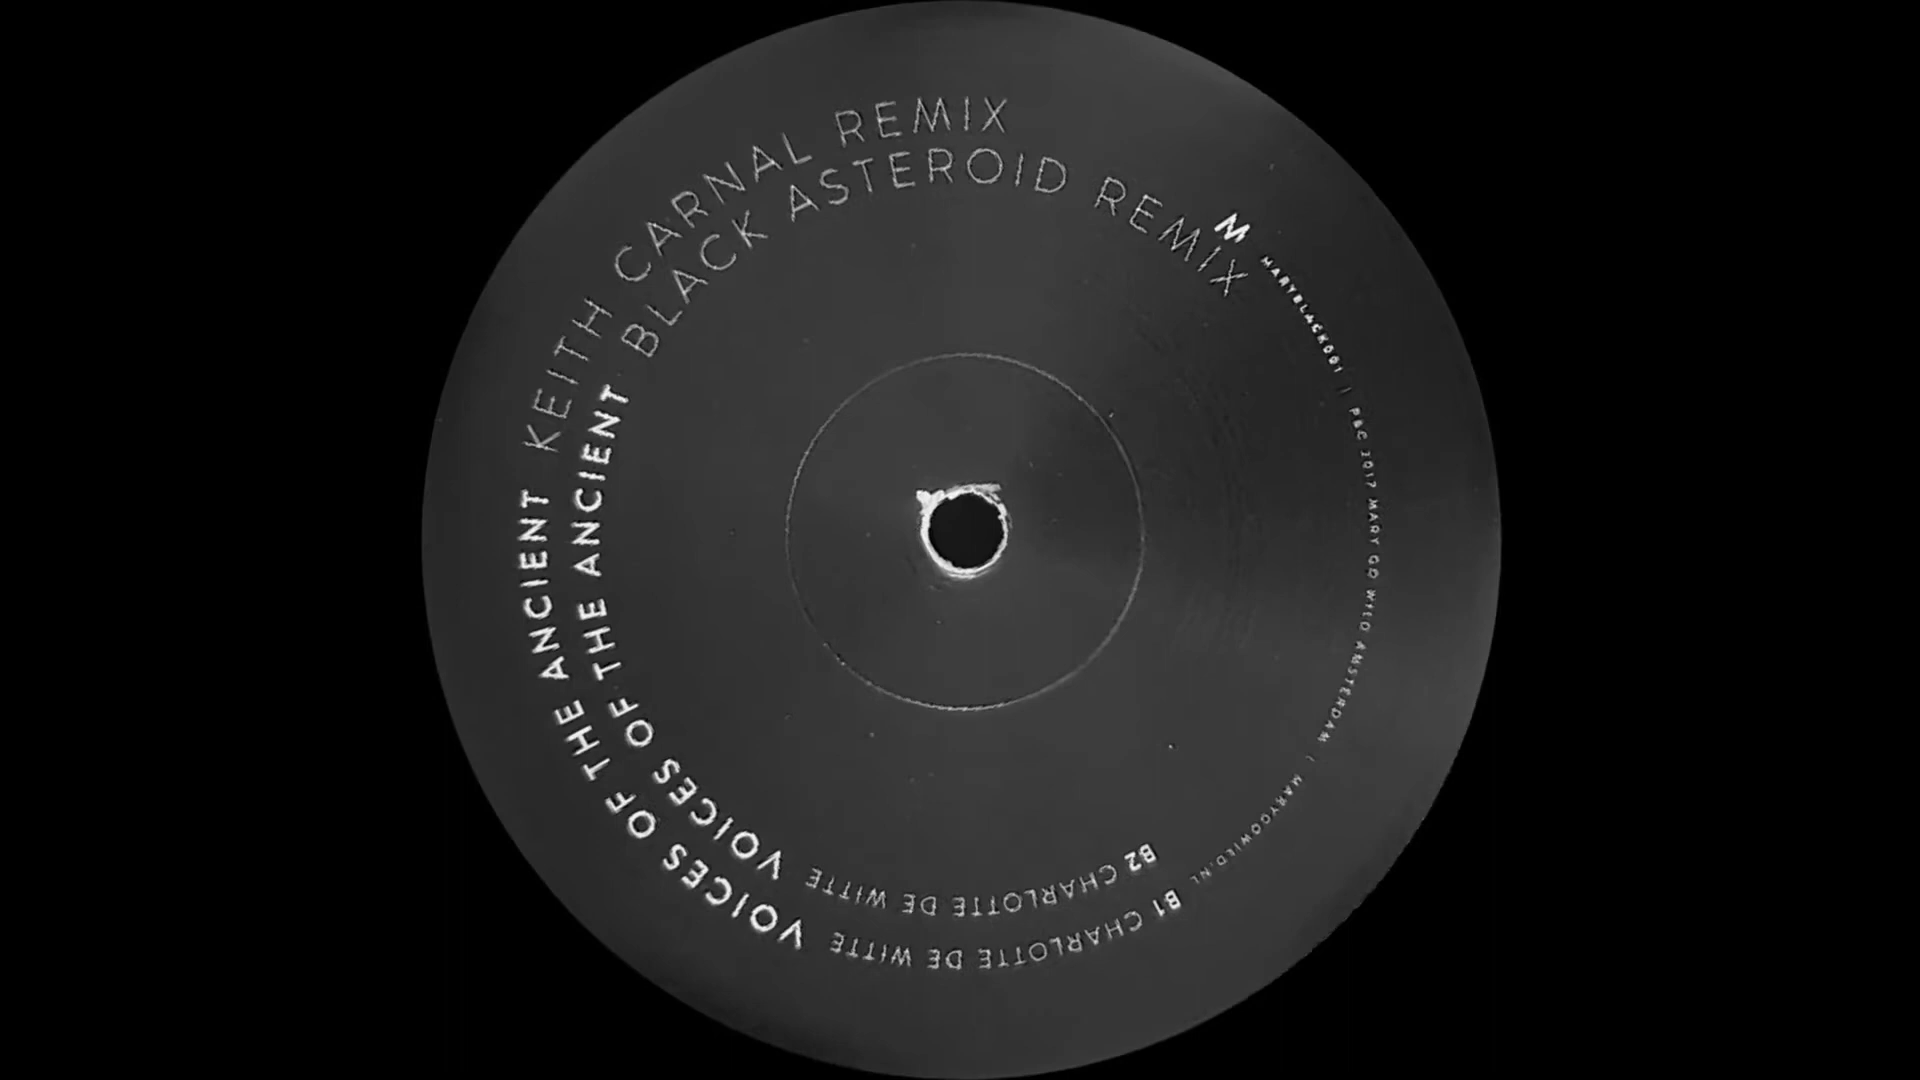 B1 CHARLOTTE DE WITTE VOICES OF THE ANCIENT KEITH CARNAL REMIX
B2 CHARLOTTE DE WITTE VOICES OF THE ANCIENT BLACK ASTEROID REMIX
M MARYBLACK001 | P&C 2017 MARY GO WILD AMSTERDAM | MARYGOWILD.NL